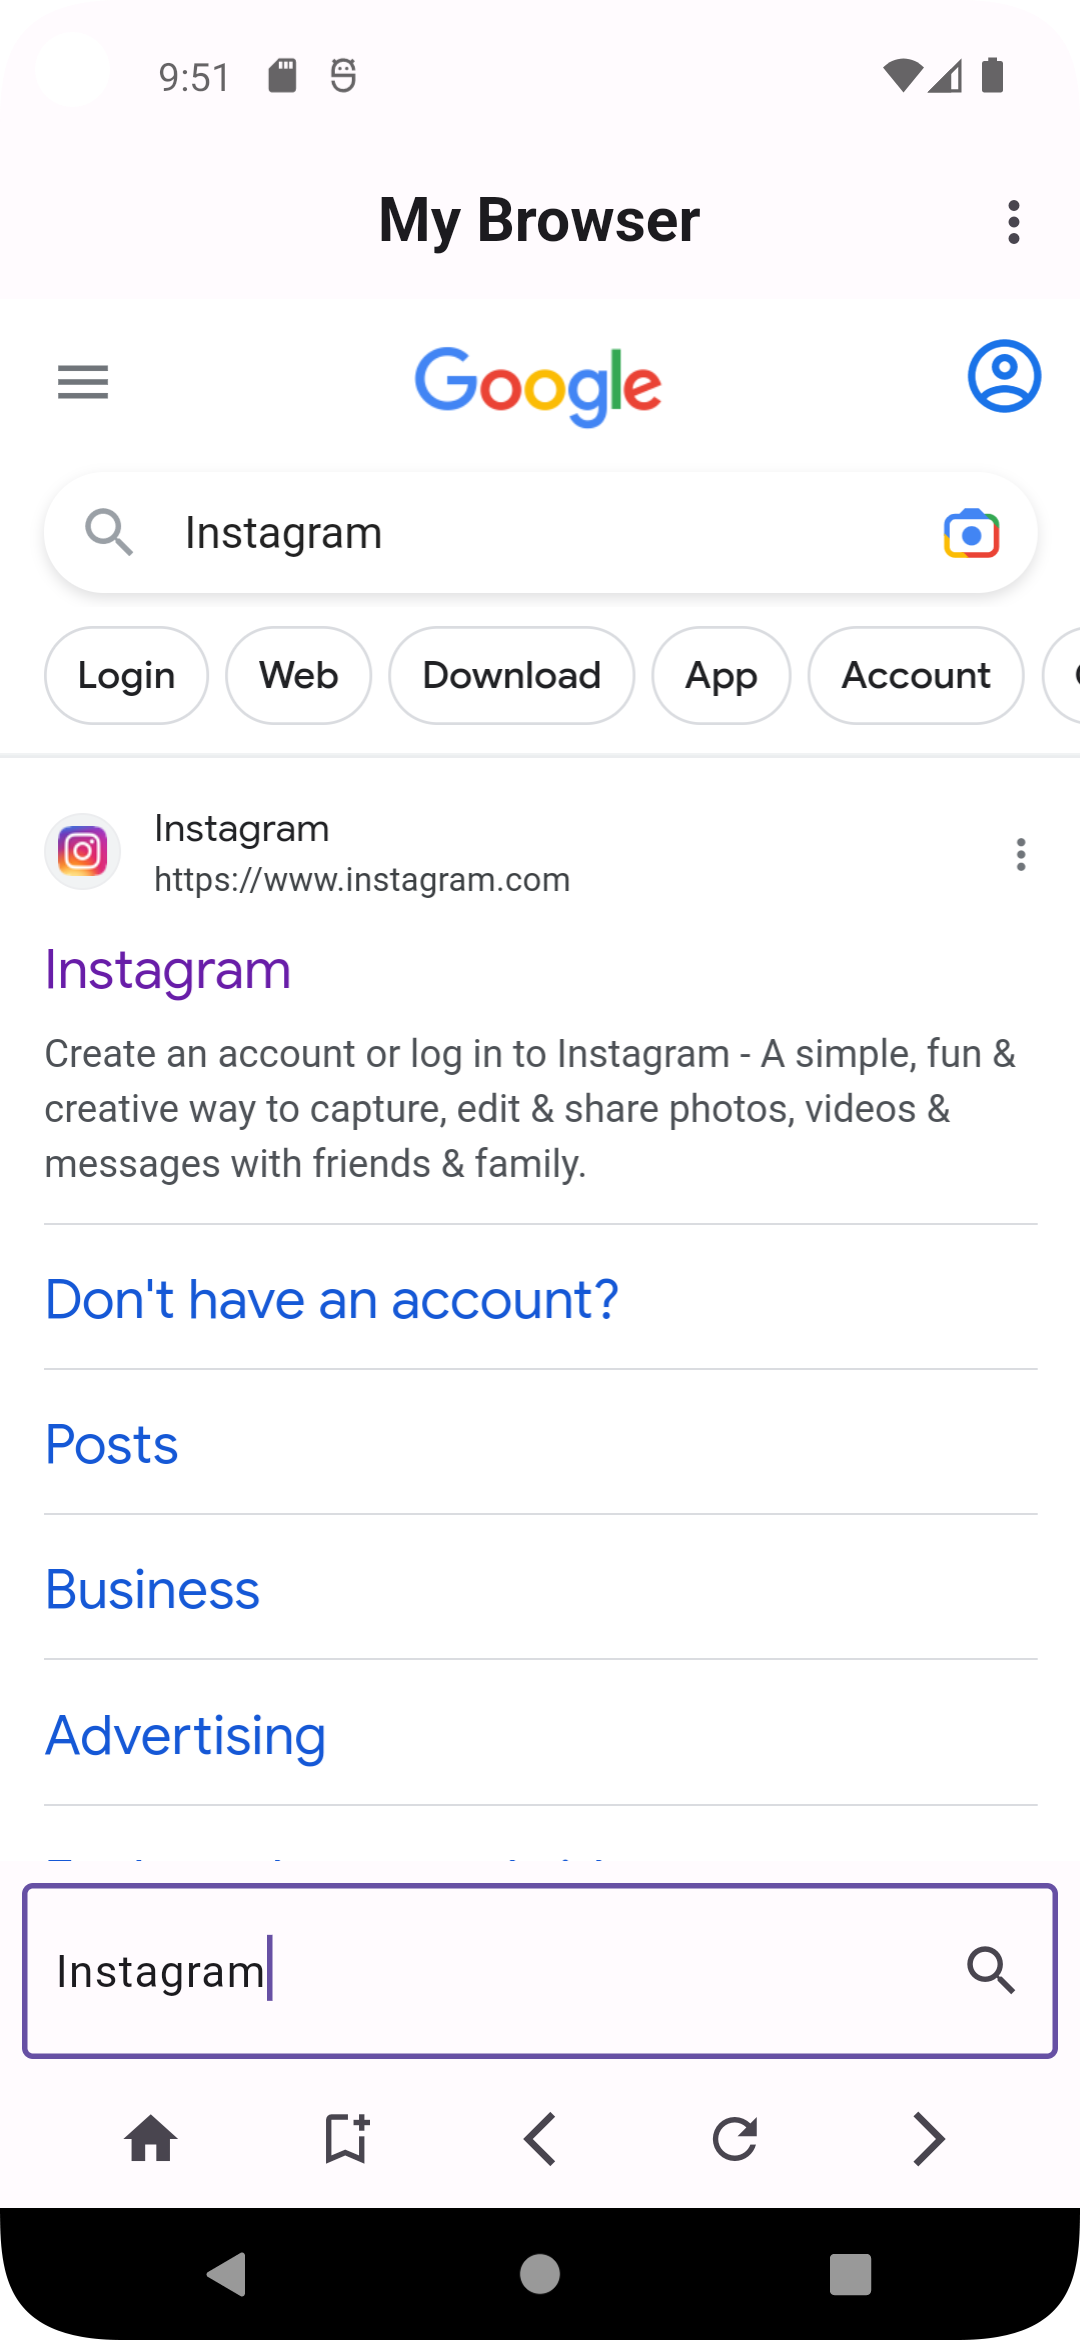 9:51
My Browser
Google
Instagram
Login Web Download App Account
Instagram
https://www.instagram.com
Instagram
Create an account or log in to Instagram - A simple, fun &
creative way to capture, edit & share photos, videos &
messages with friends & family.
Don't have an account?
Posts
Business
Advertising
Instagram